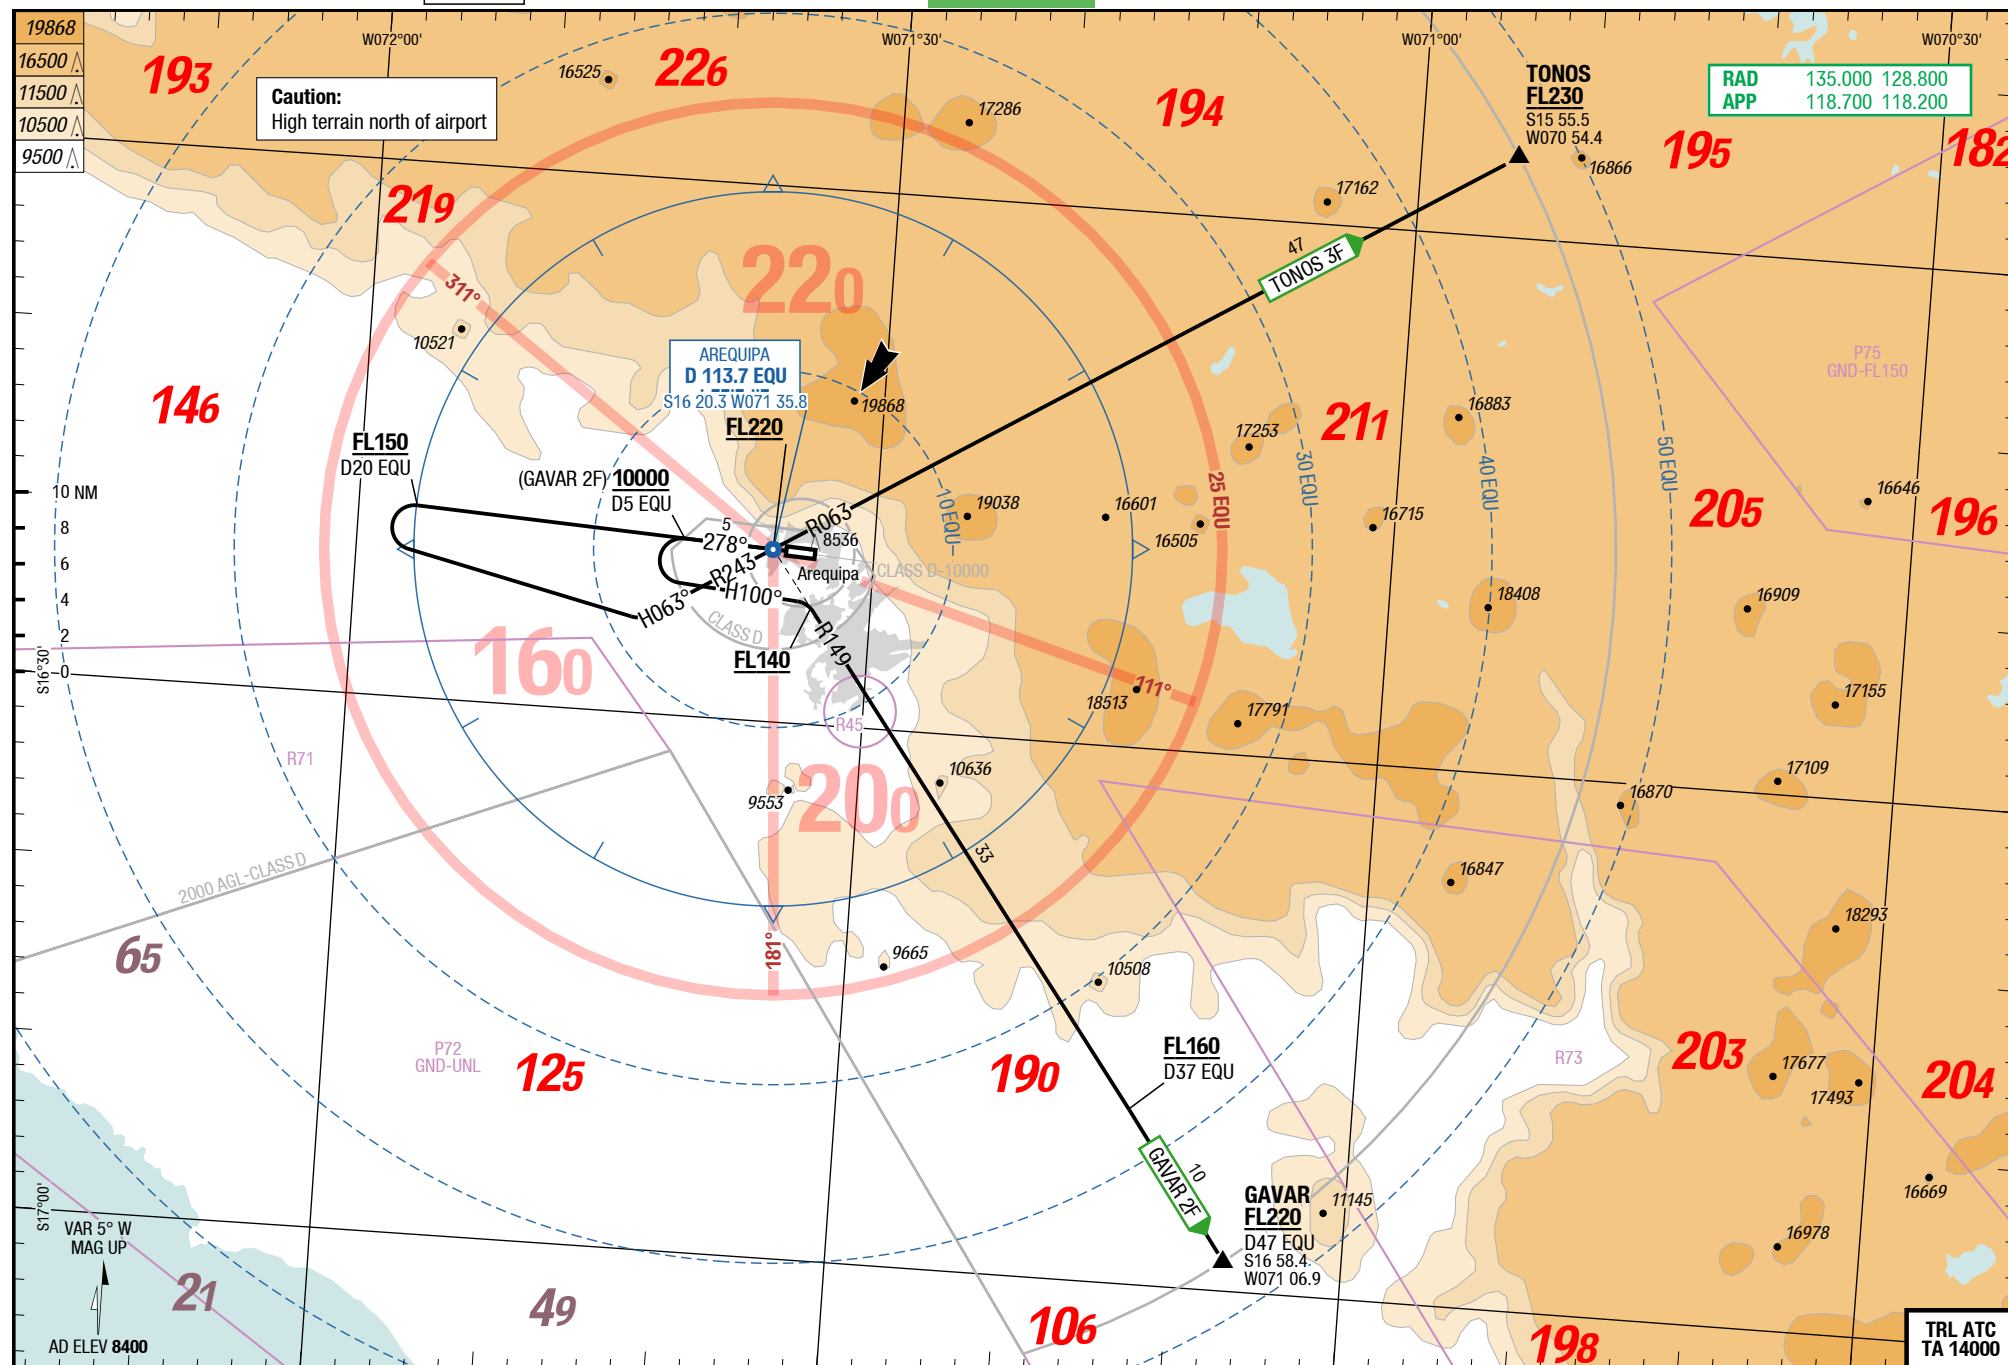 19868
16500
11500
10500
9500
W072°00'
W071°30'
W071°00'
W070°30'
193
226
194
195
182
Caution:
High terrain north of airport
16525
17286
TONOS
FL230
S15 55.5
W070 54.4
RAD 135.000 128.800
APP 118.700 118.200
16866
17162
219
311°
220
47
TONOS 3F
10521
AREQUIPA
D 113.7 EQU
S16 20.3 W071 35.8
19868
P75
GND-FL150
146
211
16883
17253
FL220
FL150
D20 EQU
(GAVAR 2F) 10000
D5 EQU
10 EQU
25 EQU
30 EQU
40 EQU
50 EQU
10 NM
8
6
4
2
0
S16°30'
5
278°
R063
R243
H100°
H063°
8536
Arequipa
CLASS D-10000
CLASS D
19038
16601
16505
16715
205
16646
196
18408
16909
FL140
R149
160
R45
111°
18513
17791
17155
R71
10636
9553
200
17109
16870
33
2000 AGL-CLASS D
16847
65
181°
9665
10508
18293
P72
GND-UNL
125
190
FL160
D37 EQU
R73
203
17677
17493
204
10
GAVAR 2F
GAVAR
FL220
D47 EQU
S16 58.4
W071 06.9
11145
16669
16978
S17°00'
VAR 5° W
MAG UP
21
49
106
198
AD ELEV 8400
TRL ATC
TA 14000